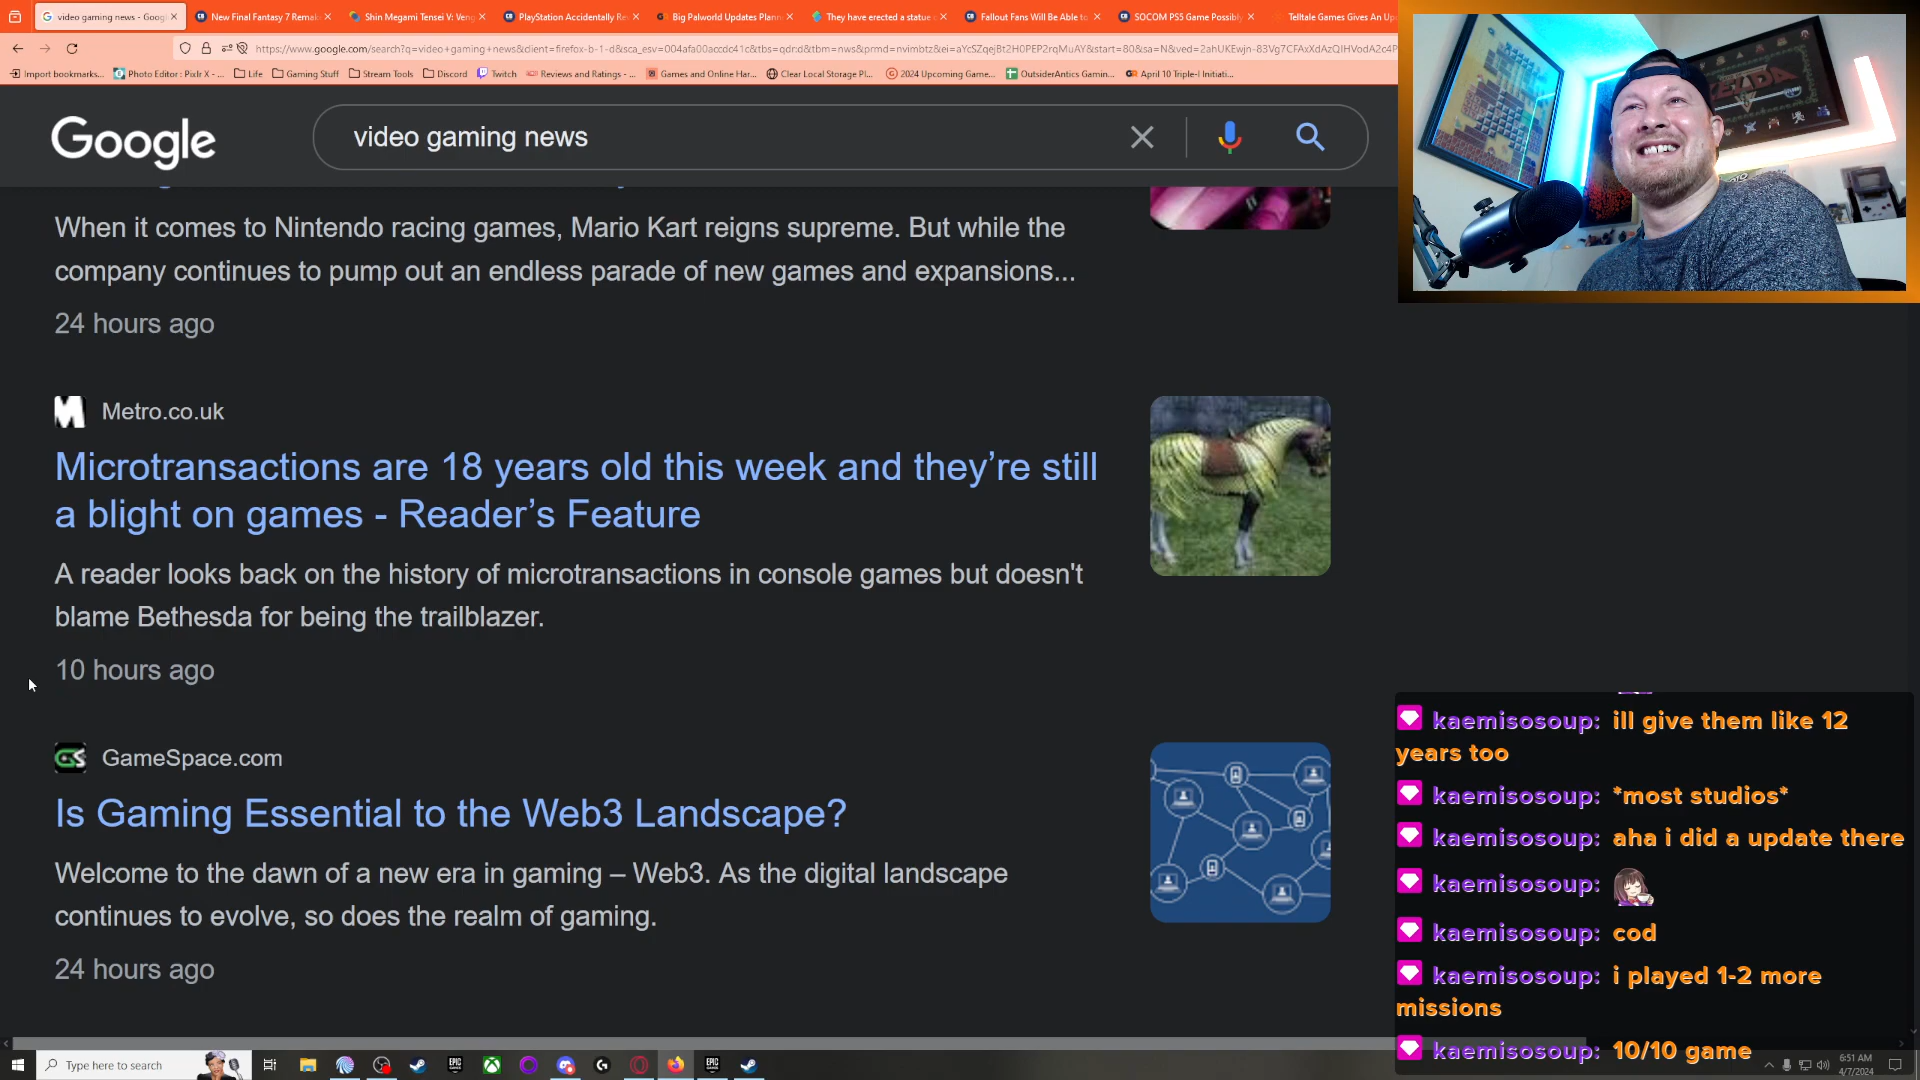 video gaming news - Goog
New Final Fantasy 7 Remak
Shin Megami Tensei V: Veng
PlayStation Accidentally Re
Big Palworld Updates Plann
They have erected a statue o
Fallout Fans Will Be Able to
SOCOM PS5 Game Possibly
Telltale Games Gives An Up
Import bookmarks...
Photo Editor : Pixlr X - ...
Life
Gaming Stuff
Stream Tools
Discord
Twitch
Reviews and Ratings - ...
Games and Online Har...
Clear Local Storage Pl...
2024 Upcoming Game...
OutsiderAntics Gamin...
April 10 Triple-I Initiati...
Google
video gaming news
When it comes to Nintendo racing games, Mario Kart reigns supreme. But while the
company continues to pump out an endless parade of new games and expansions...
24 hours ago
Metro.co.uk
Microtransactions are 18 years old this week and they're still
a blight on games - Reader's Feature
A reader looks back on the history of microtransactions in console games but doesn't
blame Bethesda for being the trailblazer.
10 hours ago
GameSpace.com
Is Gaming Essential to the Web3 Landscape?
Welcome to the dawn of a new era in gaming – Web3. As the digital landscape
continues to evolve, so does the realm of gaming.
24 hours ago
kaemisosoup: ill give them like 12
years too
kaemisosoup: *most studios*
kaemisosoup: aha i did a update there
kaemisosoup:
kaemisosoup: cod
kaemisosoup: i played 1-2 more
missions
kaemisosoup: 10/10 game
Type here to search
EPIC
EPIC
6:51 AM
4/7/2024